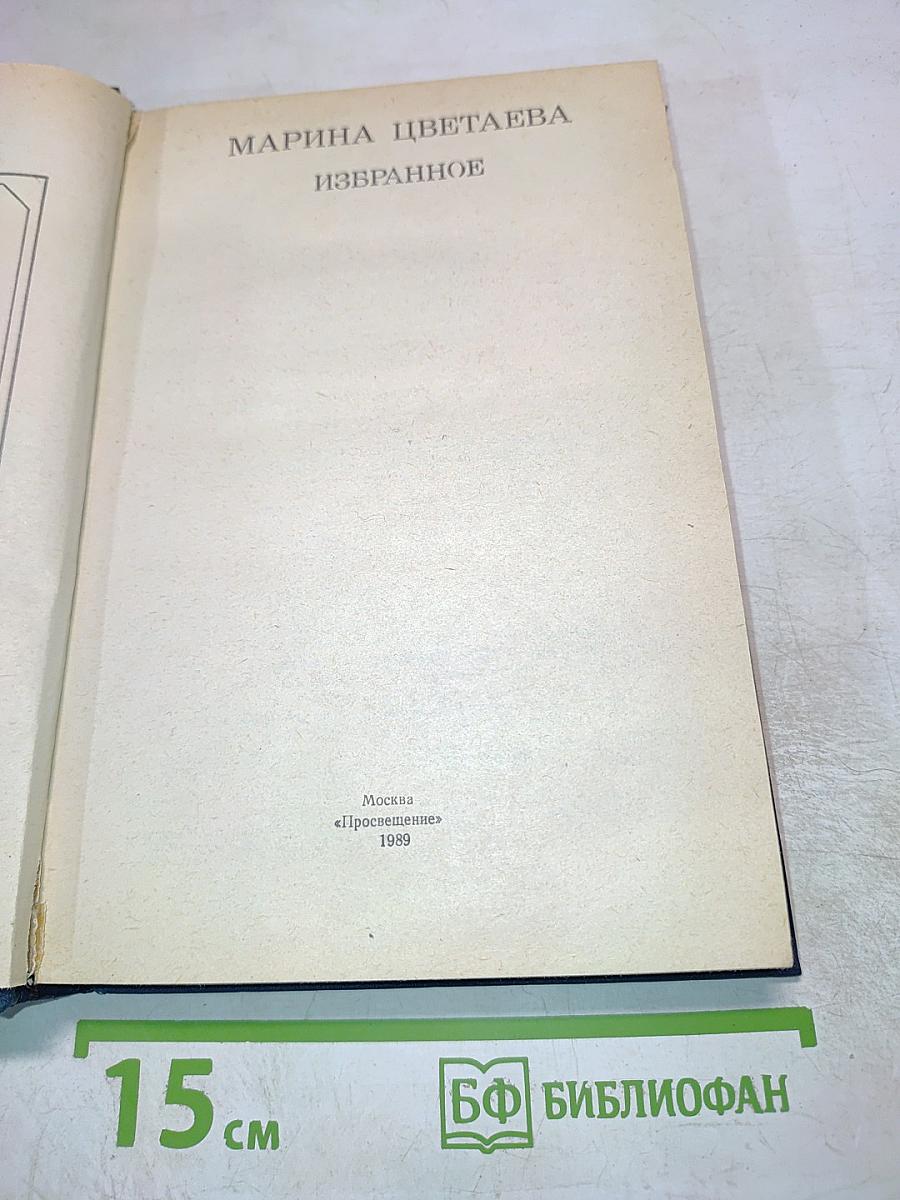 МАРИНА ЦВЕТАЕВА
ИЗБРАННОЕ
Москва
«Просвещение»
1989
15 см
БФ БИБЛИОФАН